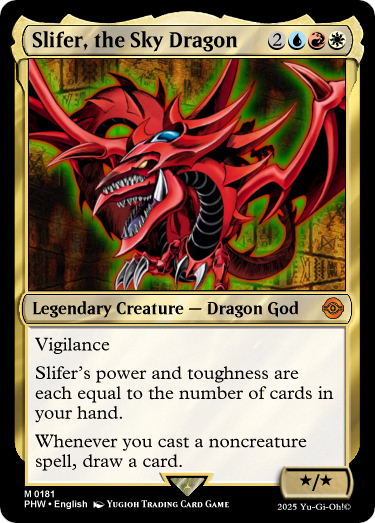 Slifer, the Sky Dragon 2
Legendary Creature — Dragon God
Vigilance
Slifer's power and toughness are
each equal to the number of cards in
your hand.
Whenever you cast a noncreature
spell, draw a card.
★/★
M 0181
PHW • English Yugioh Trading Card Game
2025 Yu-Gi-Oh!©